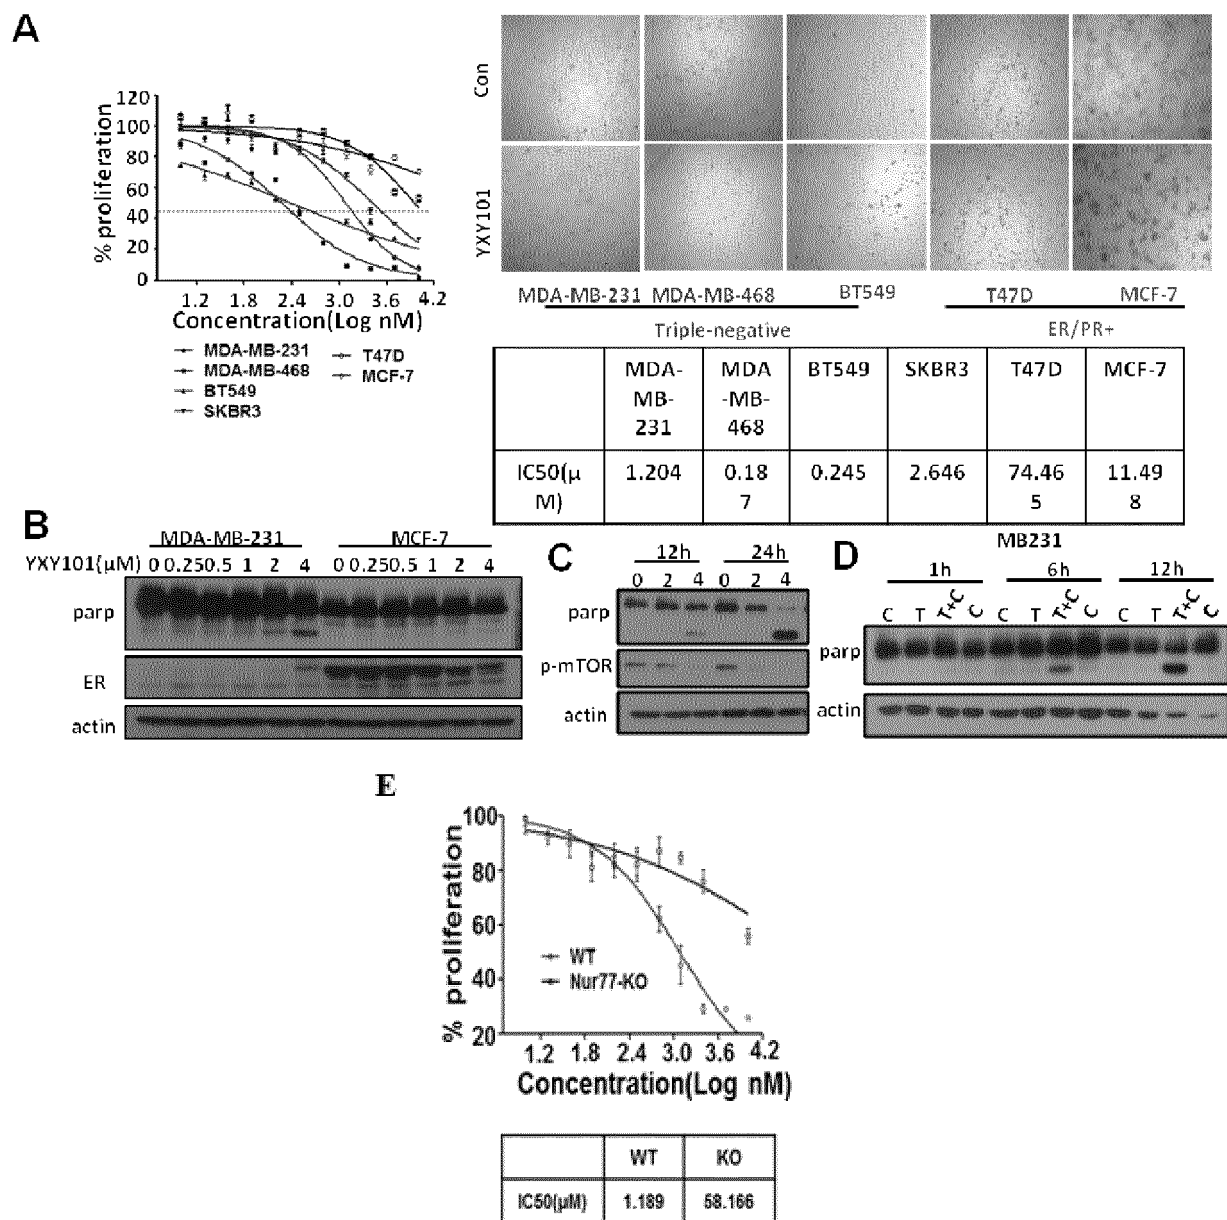 A
120
100
80
60
40
20
0
% proliferation
1.2 1.8 2.4 3.0 3.6 4.2
Concentration(Log nM)
MDA-MB-231
MDA-MB-468
BT549
SKBR3
T47D
MCF-7
Con
YXY101
MDA-MB-231 MDA-MB-468 BT549 T47D MCF-7
Triple-negative ER/PR+
MDA-MB-231 MDA-MB-468 BT549 SKBR3 T47D MCF-7
IC50(μM) 1.204 0.187 0.245 2.646 74.465 11.498
B
MDA-MB-231 MCF-7
YXY101(μM) 0 0.25 0.5 1 2 4 0 0.25 0.5 1 2 4
parp
ER
actin
C
12h 24h
0 2 4 0 2 4
parp
p-mTOR
actin
D
MB231
1h 6h 12h
C T T+C C C T T+C C C T T+C C
parp
actin
E
100
80
60
40
20
% proliferation
WT
Nur77-KO
1.2 1.8 2.4 3.0 3.6 4.2
Concentration(Log nM)
WT KO
IC50(μM) 1.189 58.166